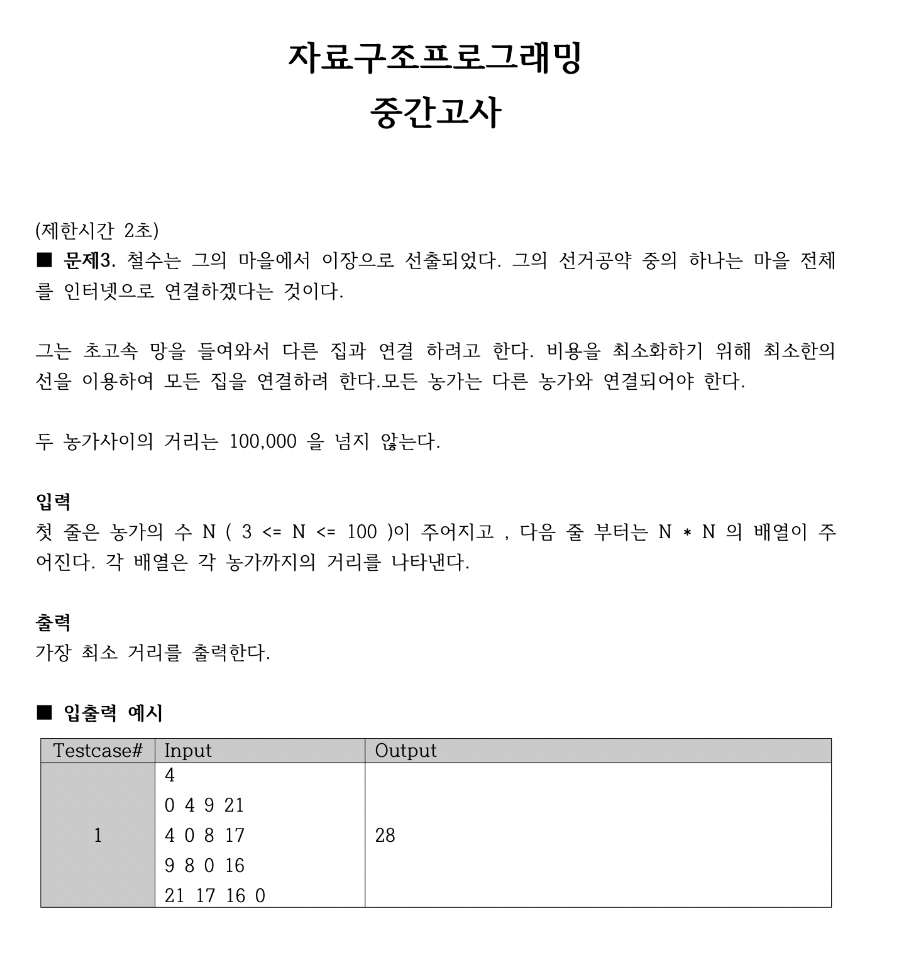 자료구조프로그래밍
중간고사
(제한시간 2초)
■ 문제3. 철수는 그의 마을에서 이장으로 선출되었다. 그의 선거공약 중의 하나는 마을 전체
를 인터넷으로 연결하겠다는 것이다.
그는 초고속 망을 들여와서 다른 집과 연결 하려고 한다. 비용을 최소화하기 위해 최소한의
선을 이용하여 모든 집을 연결하려 한다.모든 농가는 다른 농가와 연결되어야 한다.
두 농가사이의 거리는 100,000 을 넘지 않는다.
입력
첫 줄은 농가의 수 N ( 3 <= N <= 100 )이 주어지고 , 다음 줄 부터는 N * N 의 배열이 주
어진다. 각 배열은 각 농가까지의 거리를 나타낸다.
출력
가장 최소 거리를 출력한다.
■ 입출력 예시
Testcase# Input Output
4
0 4 9 21
1 4 0 8 17 28
9 8 0 16
21 17 16 0